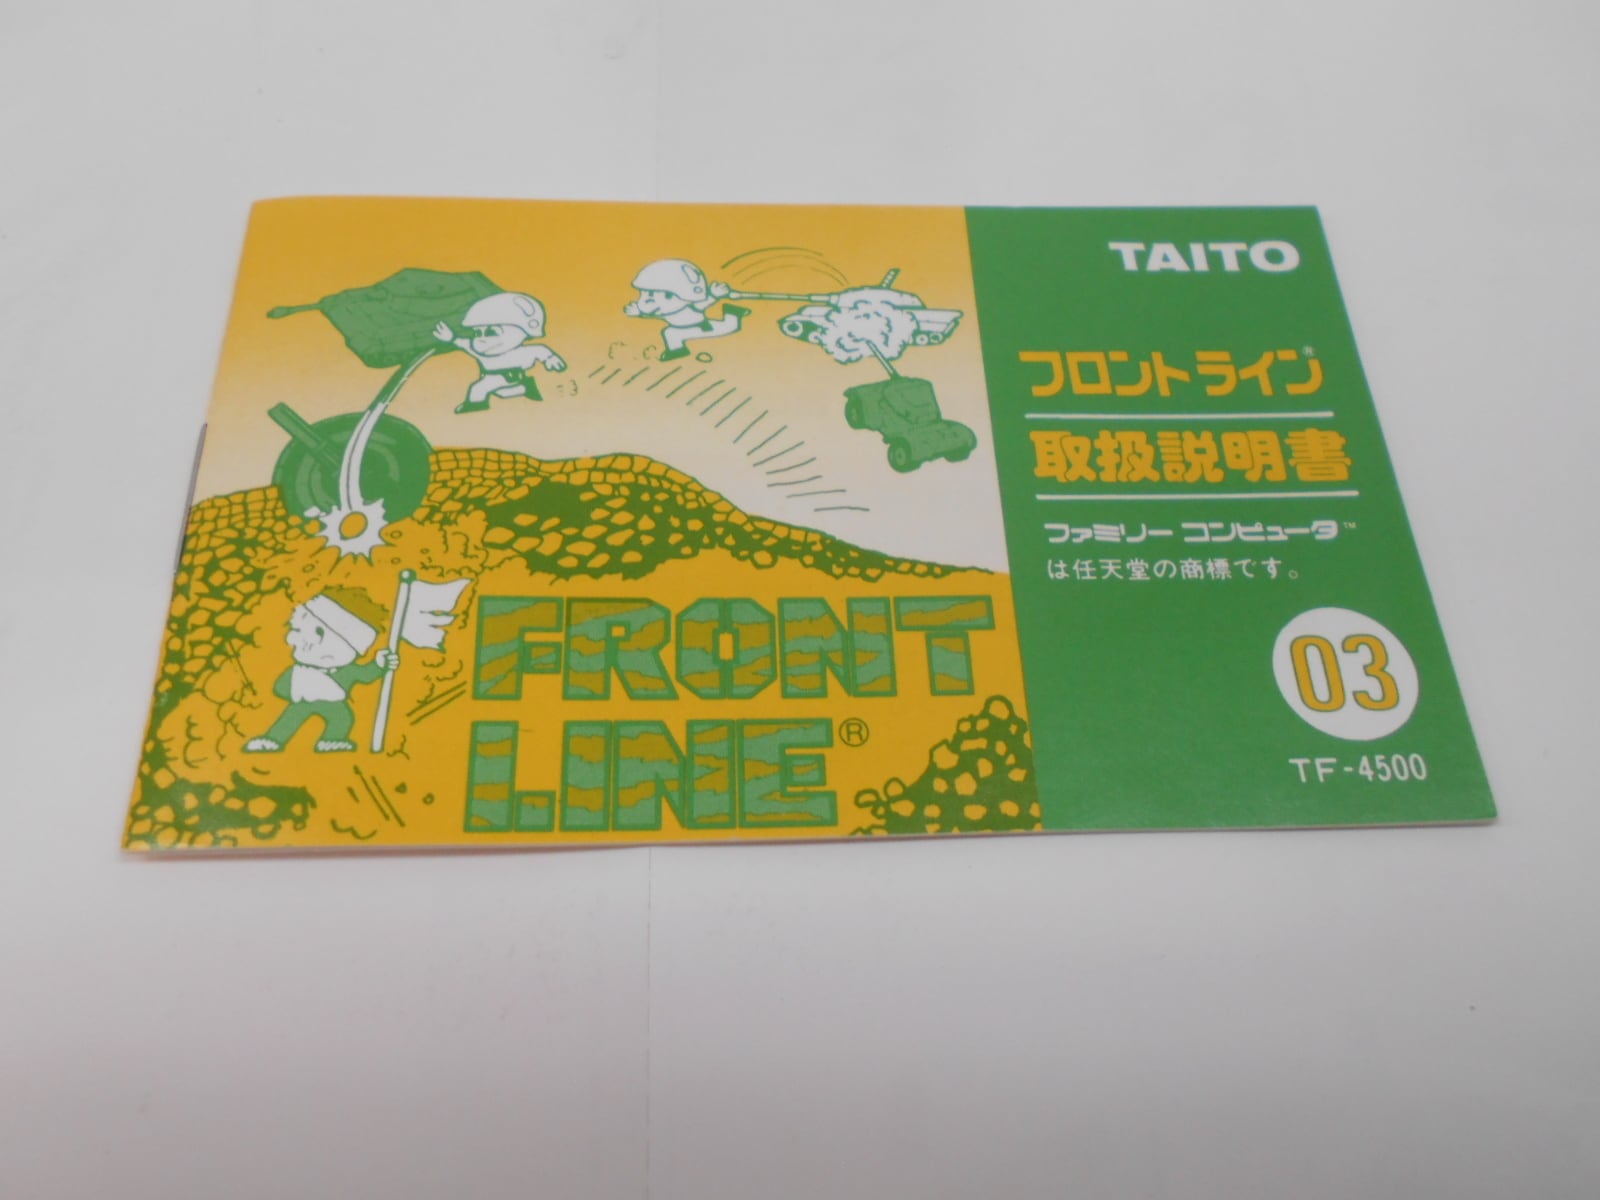 TAITO
フロントライン®
取扱説明書
ファミリー コンピュータ™
は任天堂の商標です。
03
TF-4500
FRONT
LINE®